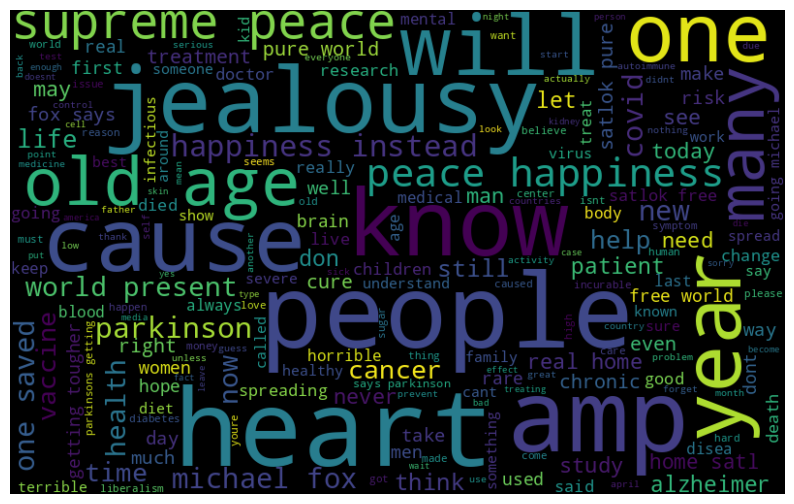 supreme peace
will
one
jealousy
many
old age
know
cause
people
year
heart
amp
peace happiness
happiness instead
world present
parkinson
michael fox
cancer
think
health
time
vaccine
one saved
life
may
pure world
treatment
fox says
first
real
someone
doctor
research
kid
mental
night
want
everyone
serious
world
back
test
enough
doesnt
issue
control
cell
reason
point
medicine
best
around
infectious
show
seems
died
going
keep
must
put
mean
skin
father
low
thank
america
self
really
well
brain
don
live
cure
children
always
understand
severe
another
old
age
man
medical
virus
treat
let
actually
start
person
due
autoimmune
didnt
kidney
nothing
look
believe
satlok pure
covid
make
risk
see
work
today
satlok free
isnt
center
countries
spread
body
new
help
need
going michael
die
human
symptom
case
activity
incurable
patient
last
change
say
sorry
please
still
sick
caused
sugar
type
love
yes
happen
blood
right
called
horrible
thing
family
healthy
says parkinson
free world
known
sure
way
even
country
high
care
real home
rare
problem
dont
become
chronic
good
month
forget
great
effect
treating
prevent
cant
bad
never
now
women
hope
spreading
diet
diabetes
fact
leave
unless
money
guess
media
parkinsons getting
getting tougher
day
much
men
take
something
got
wait
made
use
come
used
study
said
home satl
disea
hard
death
alzheimer
april
terrible
liberalism
youre